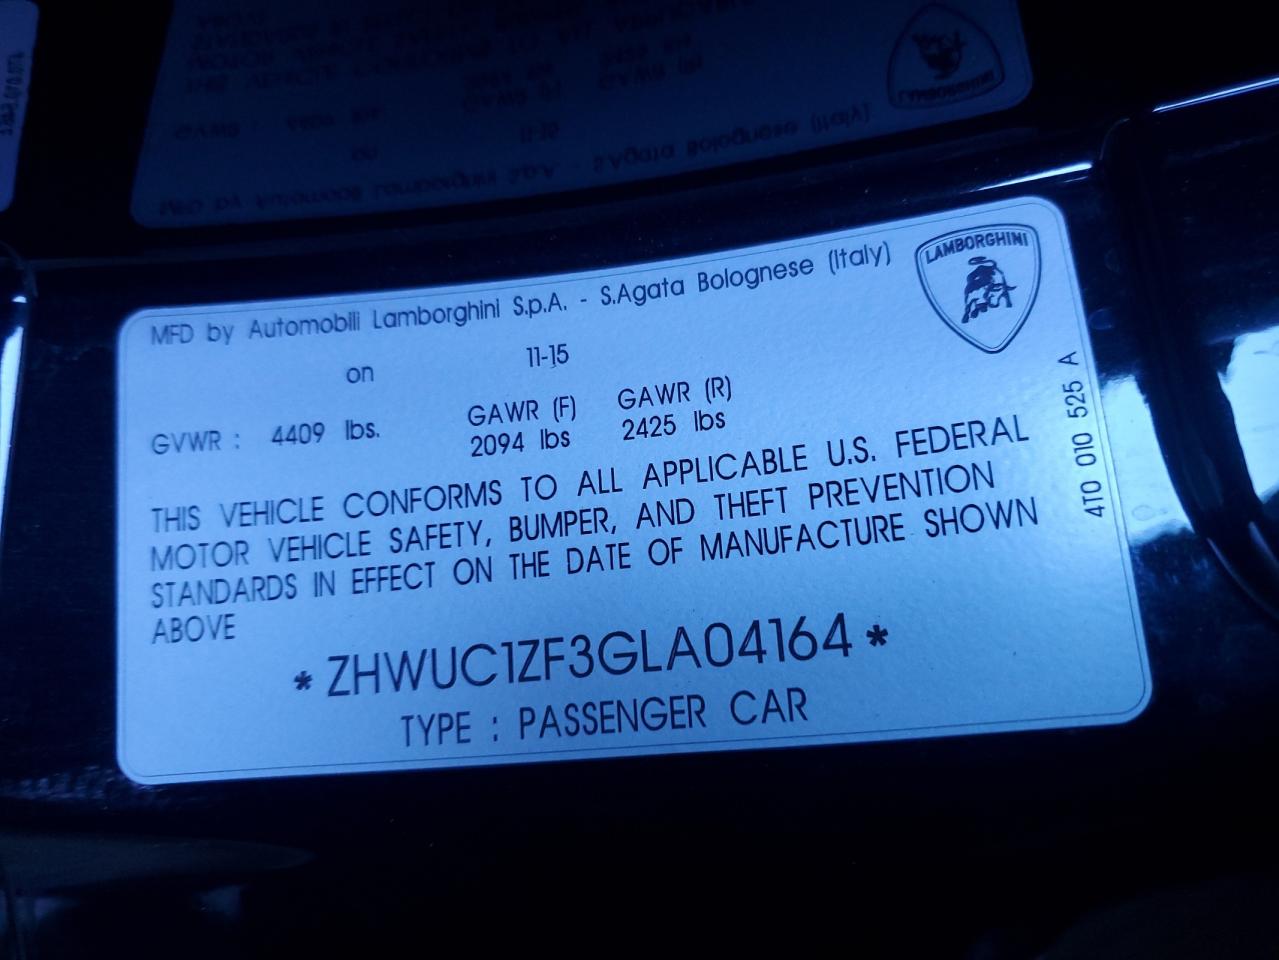 MFD by Automobili Lamborghini S.p.A. - S.Agata Bolognese (Italy)
LAMBORGHINI
on 11-15
GVWR : 4409 lbs. GAWR (F) GAWR (R)
2094 lbs 2425 lbs
THIS VEHICLE CONFORMS TO ALL APPLICABLE U.S. FEDERAL
MOTOR VEHICLE SAFETY, BUMPER, AND THEFT PREVENTION
STANDARDS IN EFFECT ON THE DATE OF MANUFACTURE SHOWN
ABOVE
* ZHWUC1ZF3GLA04164 *
TYPE : PASSENGER CAR
4T0 010 525 A